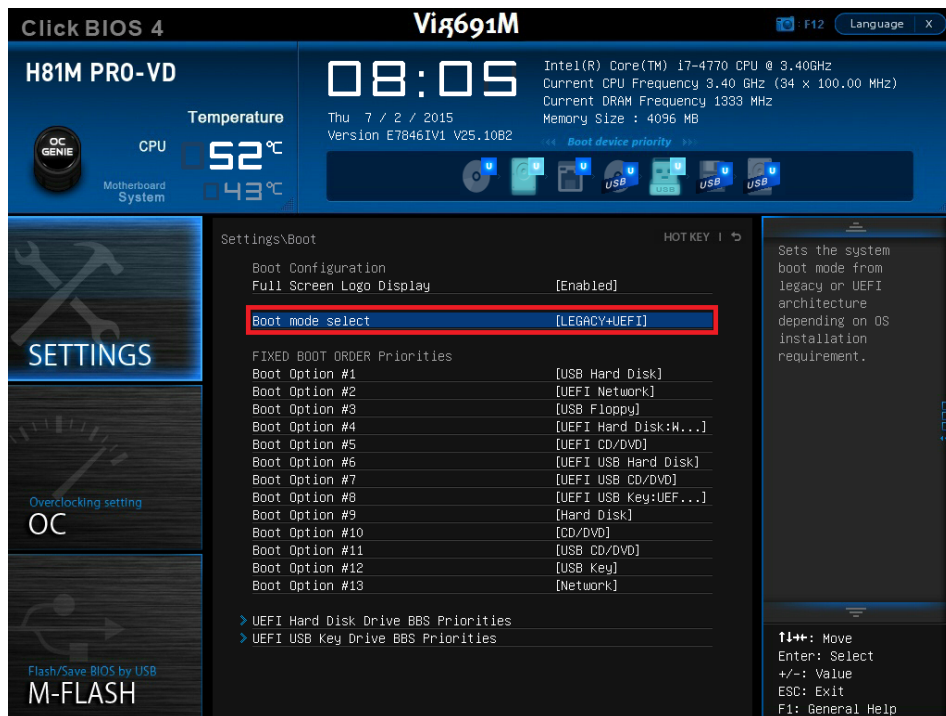 Click BIOS 4
Vig691M
F12
Language
X
H81M PRO-VD
OC
GENIE
Temperature
CPU 52°C
Motherboard
System 43°C
08:05
Thu 7 / 2 / 2015
Version E7846IV1 V25.10B2
Intel(R) Core(TM) i7-4770 CPU @ 3.40GHz
Current CPU Frequency 3.40 GHz (34 x 100.00 MHz)
Current DRAM Frequency 1333 MHz
Memory Size : 4096 MB
Boot device priority
U U U USB U USB U USB U USB U
SETTINGS
Overclocking setting
OC
Flash/Save BIOS by USB
M-FLASH
Settings\Boot
HOT KEY
Boot Configuration
Full Screen Logo Display [Enabled]
Boot mode select [LEGACY+UEFI]
FIXED BOOT ORDER Priorities
Boot Option #1 [USB Hard Disk]
Boot Option #2 [UEFI Network]
Boot Option #3 [USB Floppy]
Boot Option #4 [UEFI Hard Disk:W...]
Boot Option #5 [UEFI CD/DVD]
Boot Option #6 [UEFI USB Hard Disk]
Boot Option #7 [UEFI USB CD/DVD]
Boot Option #8 [UEFI USB Key:UEF...]
Boot Option #9 [Hard Disk]
Boot Option #10 [CD/DVD]
Boot Option #11 [USB CD/DVD]
Boot Option #12 [USB Key]
Boot Option #13 [Network]
UEFI Hard Disk Drive BBS Priorities
UEFI USB Key Drive BBS Priorities
Sets the system
boot mode from
legacy or UEFI
architecture
depending on OS
installation
requirement.
↑↓→←: Move
Enter: Select
+/-: Value
ESC: Exit
F1: General Help